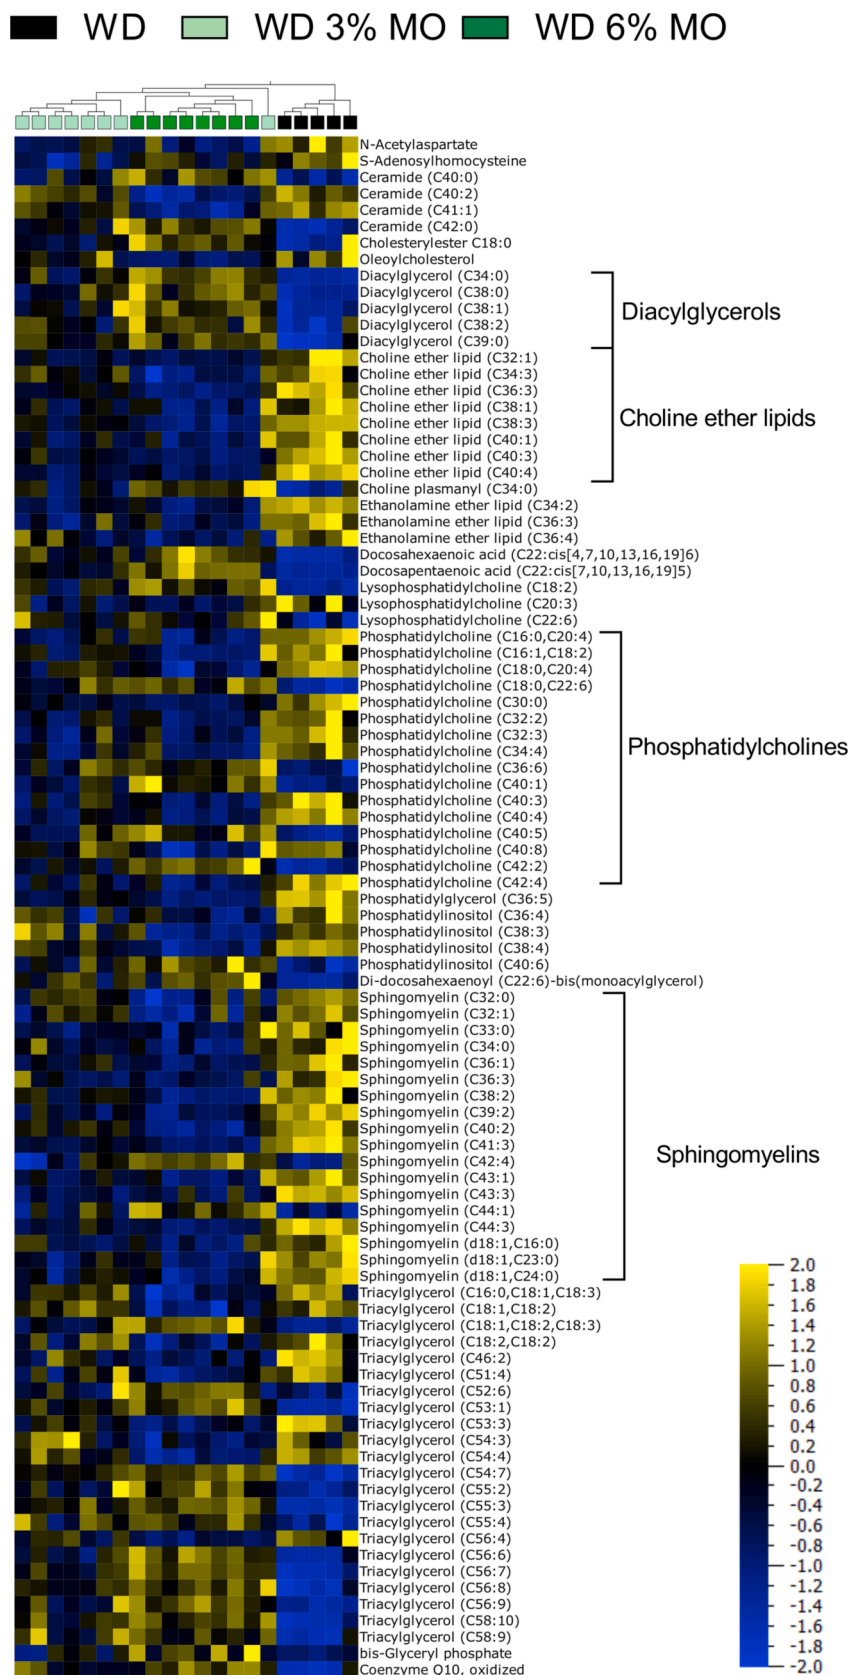 WD WD 3% MO WD 6% MO
N-Acetylaspartate
S-Adenosylhomocysteine
Ceramide (C40:0)
Ceramide (C40:2)
Ceramide (C41:1)
Ceramide (C42:0)
Cholesterylester C18:0
Oleoylcholesterol
Diacylglycerol (C34:0)
Diacylglycerol (C38:0)
Diacylglycerol (C38:1)
Diacylglycerol (C38:2)
Diacylglycerol (C39:0)
Diacylglycerols
Choline ether lipid (C32:1)
Choline ether lipid (C34:3)
Choline ether lipid (C36:3)
Choline ether lipid (C38:1)
Choline ether lipid (C38:3)
Choline ether lipid (C40:1)
Choline ether lipid (C40:3)
Choline ether lipid (C40:4)
Choline ether lipids
Choline plasmanyl (C34:0)
Ethanolamine ether lipid (C34:2)
Ethanolamine ether lipid (C36:3)
Ethanolamine ether lipid (C36:4)
Docosahexaenoic acid (C22:cis[4,7,10,13,16,19]6)
Docosapentaenoic acid (C22:cis[7,10,13,16,19]5)
Lysophosphatidylcholine (C18:2)
Lysophosphatidylcholine (C20:3)
Lysophosphatidylcholine (C22:6)
Phosphatidylcholine (C16:0,C20:4)
Phosphatidylcholine (C16:1,C18:2)
Phosphatidylcholine (C18:0,C20:4)
Phosphatidylcholine (C18:0,C22:6)
Phosphatidylcholine (C30:0)
Phosphatidylcholine (C32:2)
Phosphatidylcholine (C32:3)
Phosphatidylcholine (C34:4)
Phosphatidylcholine (C36:6)
Phosphatidylcholine (C40:1)
Phosphatidylcholine (C40:3)
Phosphatidylcholine (C40:4)
Phosphatidylcholine (C40:5)
Phosphatidylcholine (C40:8)
Phosphatidylcholine (C42:2)
Phosphatidylcholine (C42:4)
Phosphatidylcholines
Phosphatidylglycerol (C36:5)
Phosphatidylinositol (C36:4)
Phosphatidylinositol (C38:3)
Phosphatidylinositol (C38:4)
Phosphatidylinositol (C40:6)
Di-docosahexaenoyl (C22:6)-bis(monoacylglycerol)
Sphingomyelin (C32:0)
Sphingomyelin (C32:1)
Sphingomyelin (C33:0)
Sphingomyelin (C34:0)
Sphingomyelin (C36:1)
Sphingomyelin (C36:3)
Sphingomyelin (C38:2)
Sphingomyelin (C39:2)
Sphingomyelin (C40:2)
Sphingomyelin (C41:3)
Sphingomyelin (C42:4)
Sphingomyelin (C43:1)
Sphingomyelin (C43:3)
Sphingomyelin (C44:1)
Sphingomyelin (C44:3)
Sphingomyelin (d18:1,C16:0)
Sphingomyelin (d18:1,C23:0)
Sphingomyelin (d18:1,C24:0)
Sphingomyelins
Triacylglycerol (C16:0,C18:1,C18:3)
Triacylglycerol (C18:1,C18:2)
Triacylglycerol (C18:1,C18:2,C18:3)
Triacylglycerol (C18:2,C18:2)
Triacylglycerol (C46:2)
Triacylglycerol (C51:4)
Triacylglycerol (C52:6)
Triacylglycerol (C53:1)
Triacylglycerol (C53:3)
Triacylglycerol (C54:3)
Triacylglycerol (C54:4)
Triacylglycerol (C54:7)
Triacylglycerol (C55:2)
Triacylglycerol (C55:3)
Triacylglycerol (C55:4)
Triacylglycerol (C56:4)
Triacylglycerol (C56:6)
Triacylglycerol (C56:7)
Triacylglycerol (C56:8)
Triacylglycerol (C56:9)
Triacylglycerol (C58:10)
Triacylglycerol (C58:9)
bis-Glyceryl phosphate
Coenzyme Q10, oxidized
2.0
1.8
1.6
1.4
1.2
1.0
0.8
0.6
0.4
0.2
0.0
-0.2
-0.4
-0.6
-0.8
-1.0
-1.2
-1.4
-1.6
-1.8
-2.0